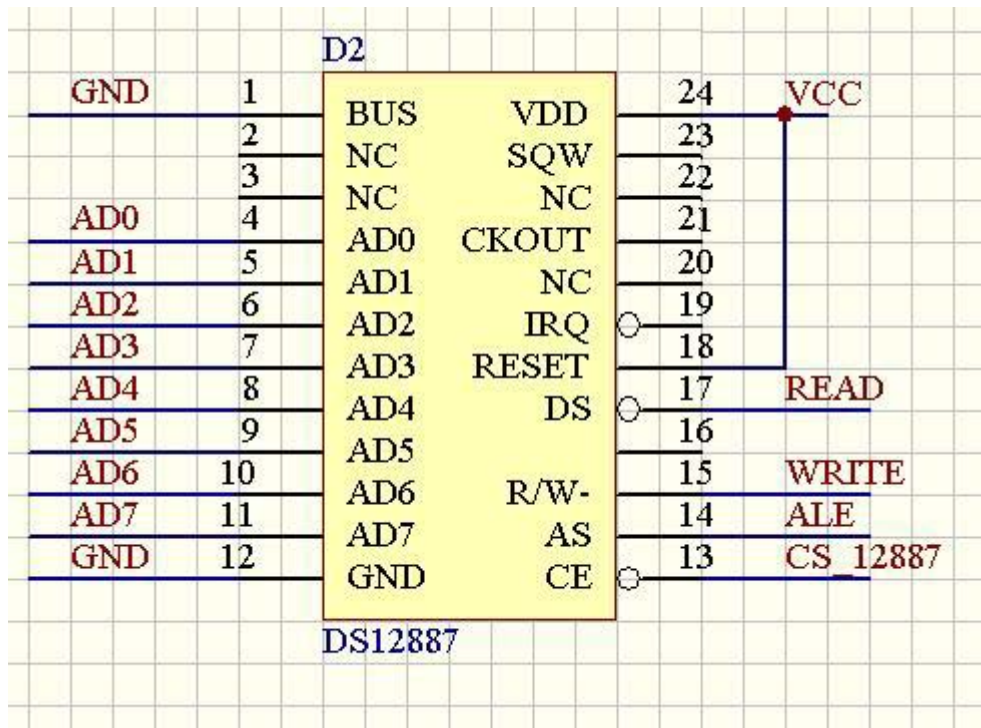 D2
GND 1 BUS VDD 24 VCC
2 NC SQW 23
3 NC NC 22
AD0 4 AD0 CKOUT 21
AD1 5 AD1 NC 20
AD2 6 AD2 IRQ 19
AD3 7 AD3 RESET 18
AD4 8 AD4 DS 17 READ
AD5 9 AD5 16
AD6 10 AD6 R/W- 15 WRITE
AD7 11 AD7 AS 14 ALE
GND 12 GND CE 13 CS_12887
DS12887